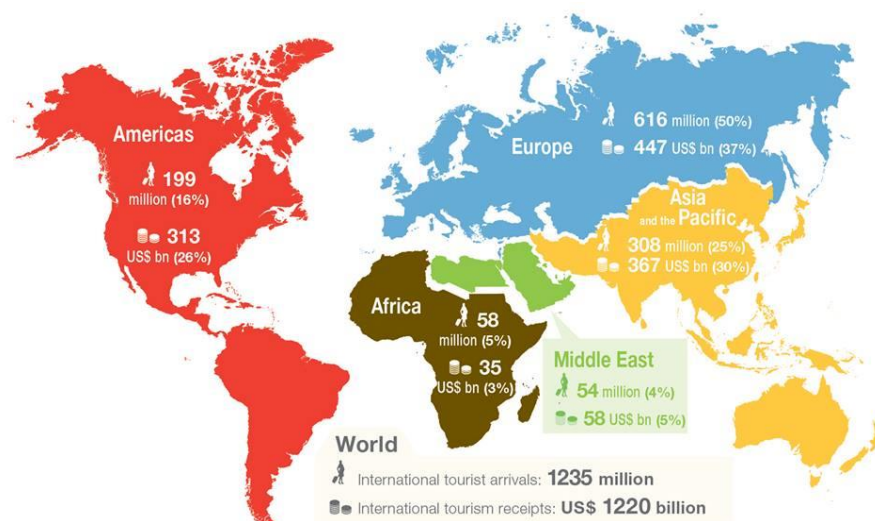 Americas
199
million (16%)
313
US$ bn (26%)
Europe
616 million (50%)
447 US$ bn (37%)
Asia
and the Pacific
308 million (25%)
367 US$ bn (30%)
Africa
58
million (5%)
35
US$ bn (3%)
Middle East
54 million (4%)
58 US$ bn (5%)
World
International tourist arrivals: 1235 million
International tourism receipts: US$ 1220 billion